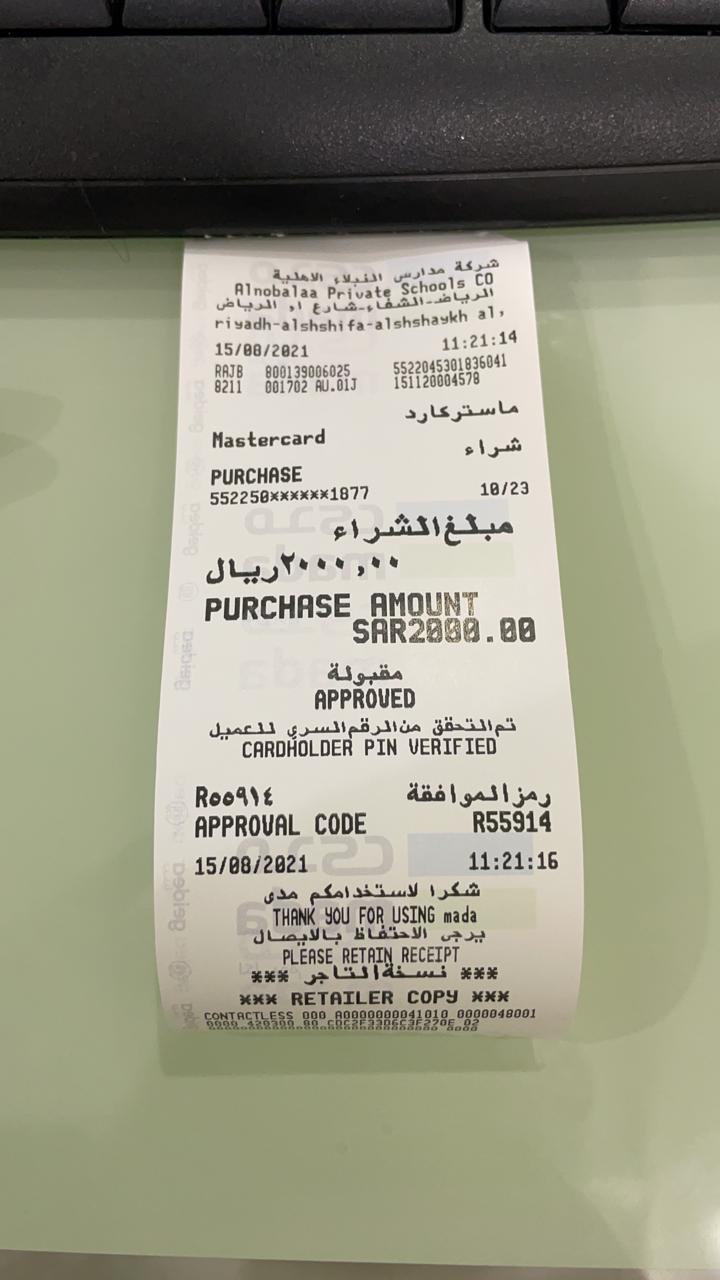 شركة مدارس النبلاء الاهلية
Alnobalaa Private Schools CO
الرياض-الشفاء-شارع ا, الرياض
riyadh-alshshifa-alshshaykh al,
15/08/2021 11:21:14
RAJB 800139006025 5522045301836041
8211 001702 AU.01J 151120004578
ماستركارد
Mastercard
شراء
PURCHASE
552250******1877 10/23
مبلغ الشراء
٢٠٠٠,٠٠ ريال
PURCHASE AMOUNT
SAR2000.00
مقبولة
APPROVED
تم التحقق من الرقم السري للعميل
CARDHOLDER PIN VERIFIED
رمز الموافقة R٥٥٩١٤
APPROVAL CODE R55914
15/08/2021 11:21:16
شكرا لاستخدامكم مدى
THANK YOU FOR USING mada
يرجى الاحتفاظ بالايصال
PLEASE RETAIN RECEIPT
*** نسخة التاجر ***
*** RETAILER COPY ***
CONTACTLESS 000 A0000000041010 0000048001